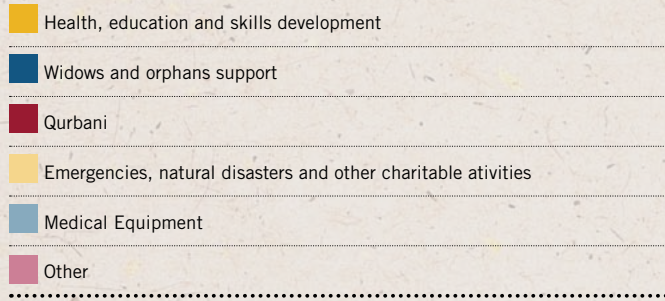 Health, education and skills development
Widows and orphans support
Qurbani
Emergencies, natural disasters and other charitable ativities
Medical Equipment
Other